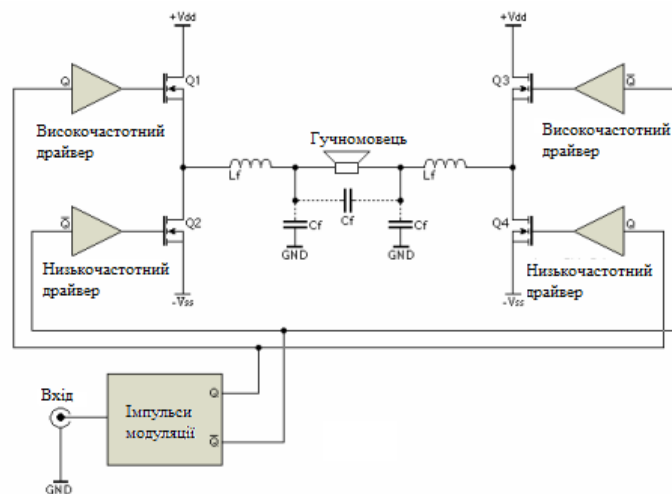 +Vdd
+Vdd
Q
Q1
Q3
Q̅
Високочастотний
драйвер
Гучномовець
Високочастотний
драйвер
Lf
Lf
Cf
Q̅
Q2
Cf
Cf
Q4
Q
GND
GND
Низькочастотний
драйвер
Низькочастотний
драйвер
-Vss
-Vss
Вхід
Імпульси
модуляції
Q
Q̅
GND